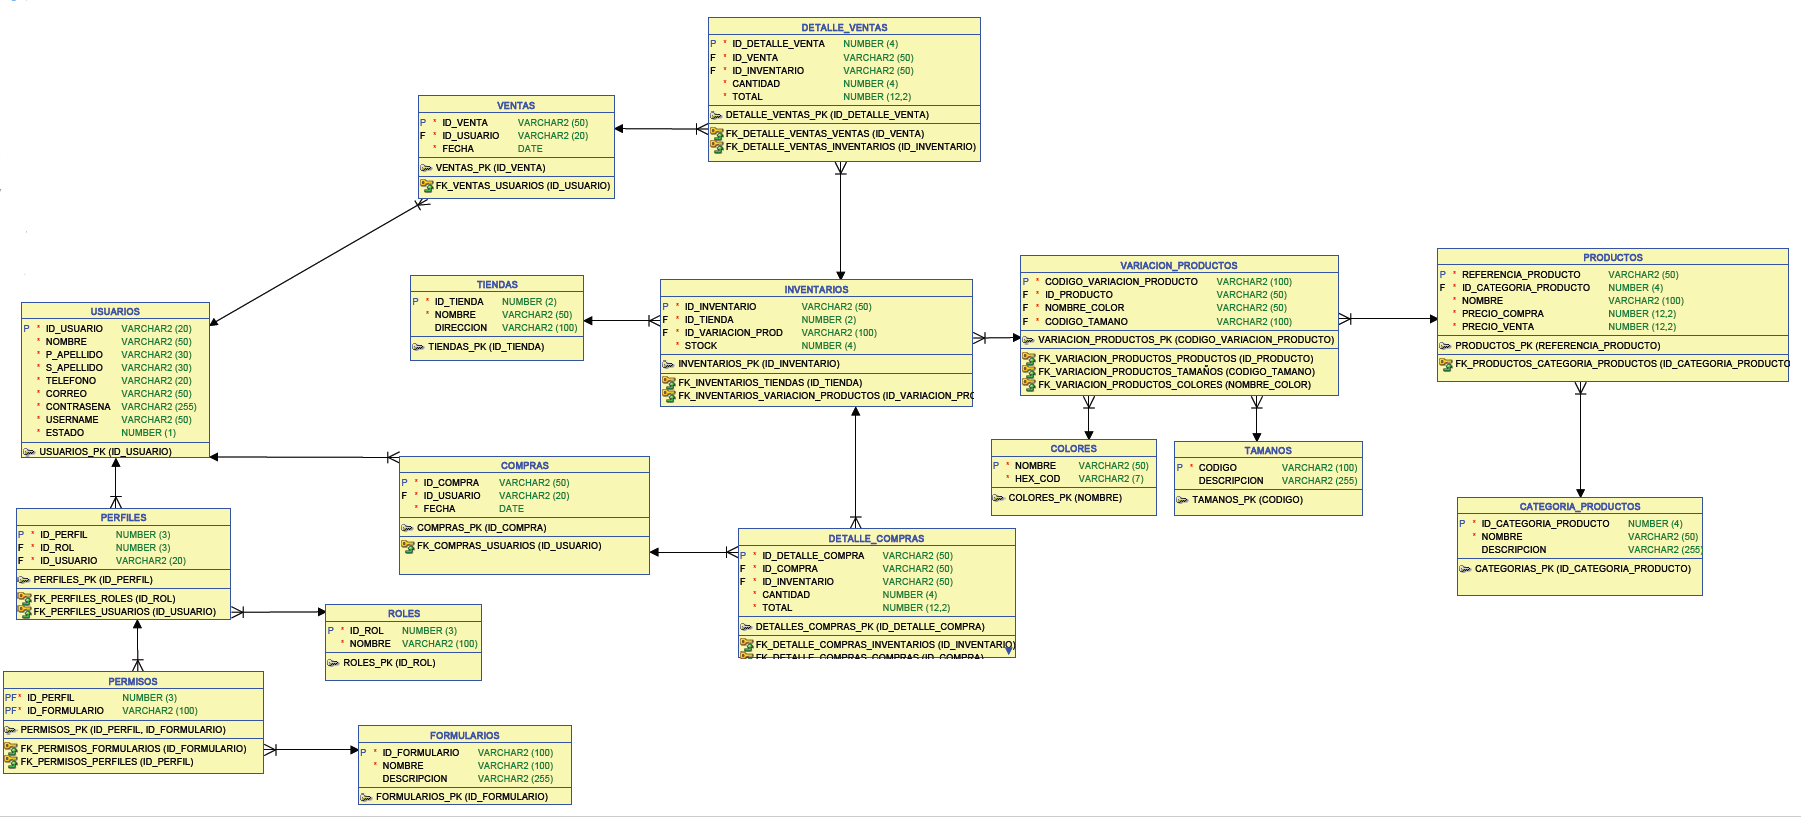 DETALLE_VENTAS
P * ID_DETALLE_VENTA NUMBER (4)
F * ID_VENTA VARCHAR2 (50)
F * ID_INVENTARIO VARCHAR2 (50)
* CANTIDAD NUMBER (4)
* TOTAL NUMBER (12,2)
DETALLE_VENTAS_PK (ID_DETALLE_VENTA)
FK_DETALLE_VENTAS_VENTAS (ID_VENTA)
FK_DETALLE_VENTAS_INVENTARIOS (ID_INVENTARIO)
VENTAS
P * ID_VENTA VARCHAR2 (50)
F * ID_USUARIO VARCHAR2 (20)
* FECHA DATE
VENTAS_PK (ID_VENTA)
FK_VENTAS_USUARIOS (ID_USUARIO)
TIENDAS
P * ID_TIENDA NUMBER (2)
* NOMBRE VARCHAR2 (50)
DIRECCION VARCHAR2 (100)
TIENDAS_PK (ID_TIENDA)
INVENTARIOS
P * ID_INVENTARIO VARCHAR2 (50)
F * ID_TIENDA NUMBER (2)
F * ID_VARIACION_PROD VARCHAR2 (100)
* STOCK NUMBER (4)
INVENTARIOS_PK (ID_INVENTARIO)
FK_INVENTARIOS_TIENDAS (ID_TIENDA)
FK_INVENTARIOS_VARIACION_PRODUCTOS (ID_VARIACION_PRO
VARIACION_PRODUCTOS
P * CODIGO_VARIACION_PRODUCTO VARCHAR2 (100)
F * ID_PRODUCTO VARCHAR2 (50)
F * NOMBRE_COLOR VARCHAR2 (50)
F * CODIGO_TAMANO VARCHAR2 (100)
VARIACION_PRODUCTOS_PK (CODIGO_VARIACION_PRODUCTO)
FK_VARIACION_PRODUCTOS_PRODUCTOS (ID_PRODUCTO)
FK_VARIACION_PRODUCTOS_TAMAÑOS (CODIGO_TAMANO)
FK_VARIACION_PRODUCTOS_COLORES (NOMBRE_COLOR)
PRODUCTOS
P * REFERENCIA_PRODUCTO VARCHAR2 (50)
F * ID_CATEGORIA_PRODUCTO NUMBER (4)
* NOMBRE VARCHAR2 (100)
* PRECIO_COMPRA NUMBER (12,2)
* PRECIO_VENTA NUMBER (12,2)
PRODUCTOS_PK (REFERENCIA_PRODUCTO)
FK_PRODUCTOS_CATEGORIA_PRODUCTOS (ID_CATEGORIA_PRODUCTO
USUARIOS
P * ID_USUARIO VARCHAR2 (20)
* NOMBRE VARCHAR2 (50)
* P_APELLIDO VARCHAR2 (30)
* S_APELLIDO VARCHAR2 (30)
* TELEFONO VARCHAR2 (20)
* CORREO VARCHAR2 (50)
* CONTRASENA VARCHAR2 (255)
* USERNAME VARCHAR2 (50)
* ESTADO NUMBER (1)
USUARIOS_PK (ID_USUARIO)
COMPRAS
P * ID_COMPRA VARCHAR2 (50)
F * ID_USUARIO VARCHAR2 (20)
* FECHA DATE
COMPRAS_PK (ID_COMPRA)
FK_COMPRAS_USUARIOS (ID_USUARIO)
COLORES
P * NOMBRE VARCHAR2 (50)
* HEX_COD VARCHAR2 (7)
COLORES_PK (NOMBRE)
TAMANOS
P * CODIGO VARCHAR2 (100)
DESCRIPCION VARCHAR2 (255)
TAMANOS_PK (CODIGO)
CATEGORIA_PRODUCTOS
P * ID_CATEGORIA_PRODUCTO NUMBER (4)
* NOMBRE VARCHAR2 (50)
DESCRIPCION VARCHAR2 (255)
CATEGORIAS_PK (ID_CATEGORIA_PRODUCTO)
PERFILES
P * ID_PERFIL NUMBER (3)
F * ID_ROL NUMBER (3)
F * ID_USUARIO VARCHAR2 (20)
PERFILES_PK (ID_PERFIL)
FK_PERFILES_ROLES (ID_ROL)
FK_PERFILES_USUARIOS (ID_USUARIO)
DETALLE_COMPRAS
P * ID_DETALLE_COMPRA VARCHAR2 (50)
F * ID_COMPRA VARCHAR2 (50)
F * ID_INVENTARIO VARCHAR2 (50)
* CANTIDAD NUMBER (4)
* TOTAL NUMBER (12,2)
DETALLES_COMPRAS_PK (ID_DETALLE_COMPRA)
FK_DETALLE_COMPRAS_INVENTARIOS (ID_INVENTARIO)
FK_DETALLE_COMPRAS_COMPRAS (ID_COMPRA)
ROLES
P * ID_ROL NUMBER (3)
* NOMBRE VARCHAR2 (100)
ROLES_PK (ID_ROL)
PERMISOS
PF* ID_PERFIL NUMBER (3)
PF* ID_FORMULARIO VARCHAR2 (100)
PERMISOS_PK (ID_PERFIL, ID_FORMULARIO)
FK_PERMISOS_FORMULARIOS (ID_FORMULARIO)
FK_PERMISOS_PERFILES (ID_PERFIL)
FORMULARIOS
P * ID_FORMULARIO VARCHAR2 (100)
* NOMBRE VARCHAR2 (100)
DESCRIPCION VARCHAR2 (255)
FORMULARIOS_PK (ID_FORMULARIO)